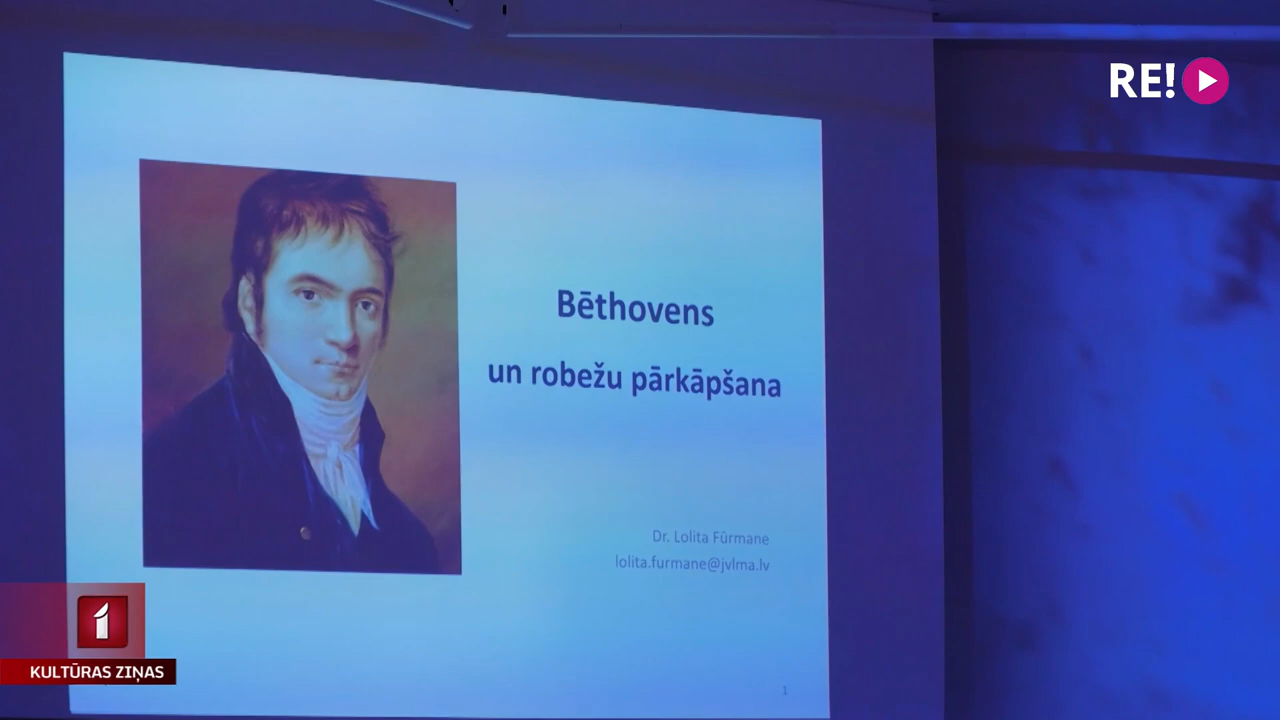 RE!
Bēthovens
un robežu pārkāpšana
Dr. Lolita Fūrmane
lolita.furmane@jvlma.lv
1
1
KULTŪRAS ZIŅAS